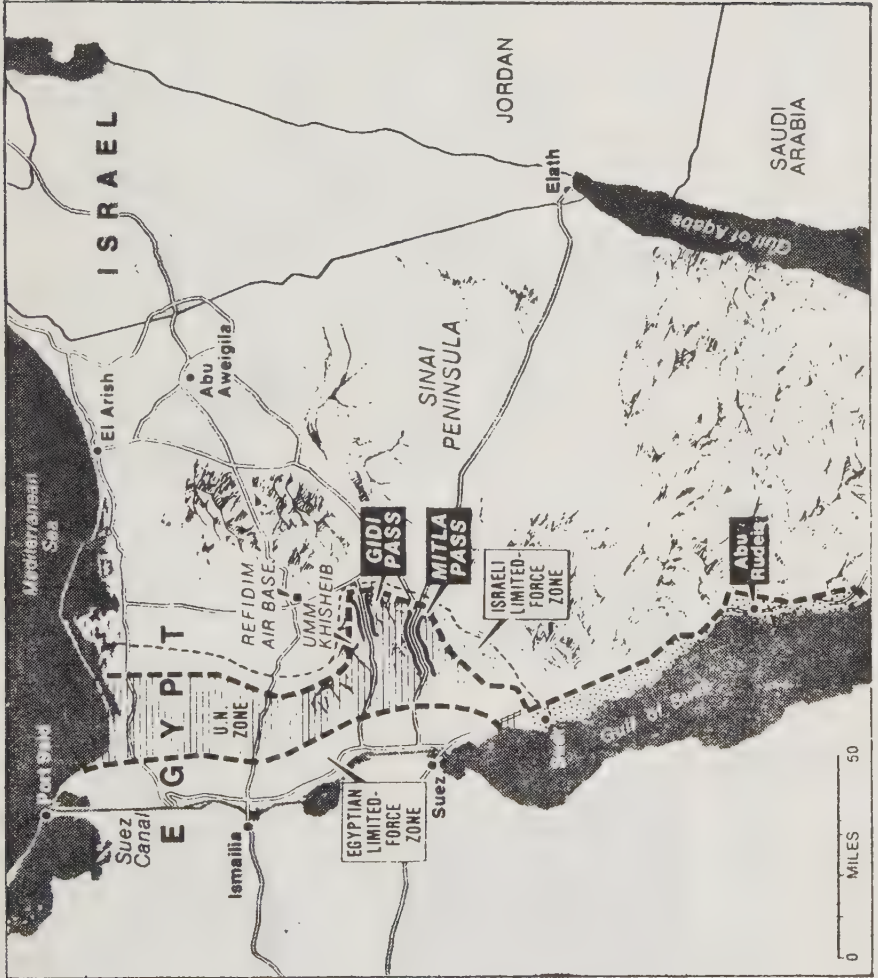 Mediterranean
Sea
Port Said
Suez
Canal
El Arish
ISRAEL
EGYPT
Abu
Aweigila
Ismailia
U.N.
ZONE
REFIDIM
AIR BASE
UMM
KHISHEIB
GIDI
PASS
MITLA
PASS
EGYPTIAN
LIMITED-
FORCE
ZONE
Suez
ISRAELI
LIMITED-
FORCE
ZONE
SINAI
PENINSULA
JORDAN
Elath
SAUDI
ARABIA
Gulf of Aqaba
Gulf of
Abu
Rudeis
0
MILES
50